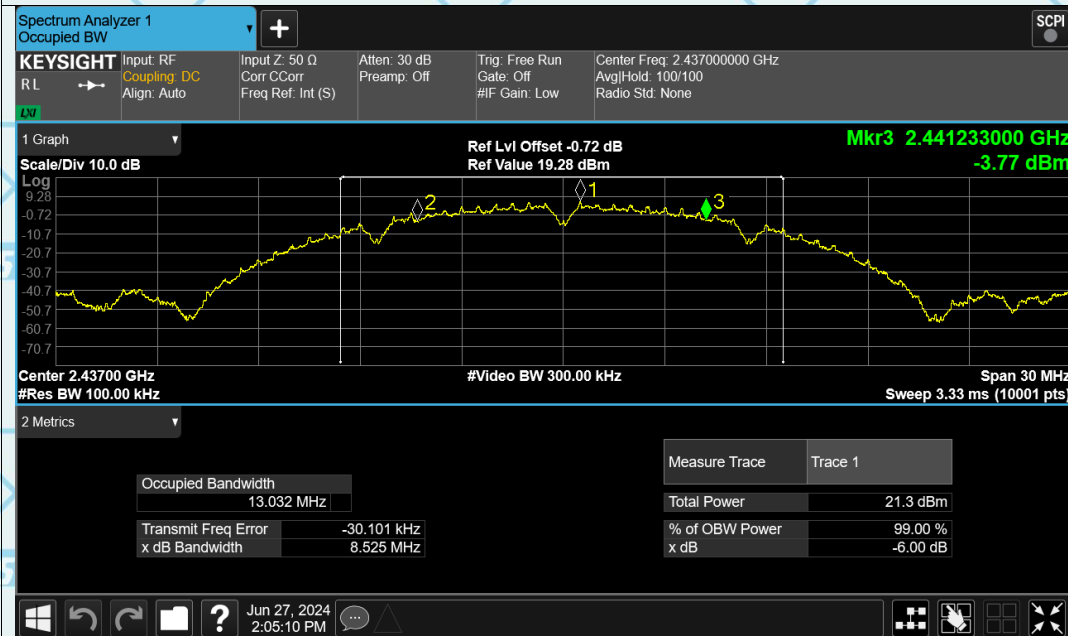 Spectrum Analyzer 1
Occupied BW
+
SCPI
KEYSIGHT
R L
LXI
Input: RF
Coupling: DC
Align: Auto
Input Z: 50 Ω
Corr CCorr
Freq Ref: Int (S)
Atten: 30 dB
Preamp: Off
Trig: Free Run
Gate: Off
#IF Gain: Low
Center Freq: 2.437000000 GHz
Avg|Hold: 100/100
Radio Std: None
1 Graph
Scale/Div 10.0 dB
Ref Lvl Offset -0.72 dB
Ref Value 19.28 dBm
Mkr3 2.441233000 GHz
-3.77 dBm
Log
9.28
-0.72
-10.7
-20.7
-30.7
-40.7
-50.7
-60.7
-70.7
2
1
3
Center 2.43700 GHz
#Res BW 100.00 kHz
#Video BW 300.00 kHz
Span 30 MHz
Sweep 3.33 ms (10001 pts)
2 Metrics
Occupied Bandwidth
13.032 MHz
Transmit Freq Error -30.101 kHz
x dB Bandwidth 8.525 MHz
Measure Trace Trace 1
Total Power 21.3 dBm
% of OBW Power 99.00 %
x dB -6.00 dB
?
Jun 27, 2024
2:05:10 PM